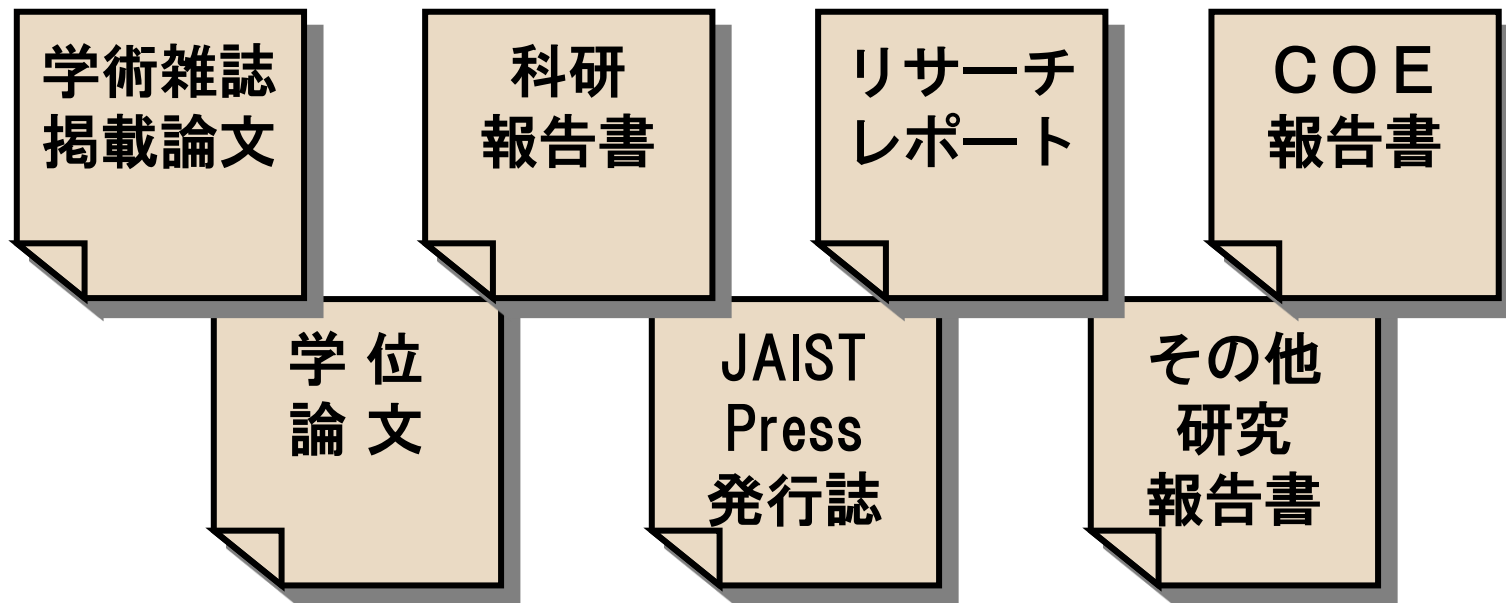 学術雑誌
掲載論文
科研
報告書
リサーチ
レポート
ＣＯＥ
報告書
学 位
論 文
JAIST
Press
発行誌
その他
研究
報告書